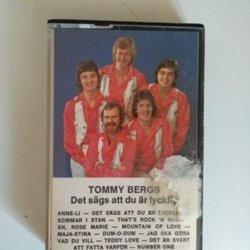 TOMMY BERGS
Det sägs att du är lycklig
ANNE-LI — DET SÄGS ATT DU ÄR LYCKLIG
SOMMAR I STAN — THAT'S ROCK 'N' ROLL
AH, ROSE MARIE — MOUNTAIN OF LOVE —
MAJA-STINA — DUM-O-DUM — JAG SKA GÖRA
VAD DU VILL — TEDDY LOVE — DET ÄR SVÅRT
ATT FATTA VARFÖR — NUMBER ONE